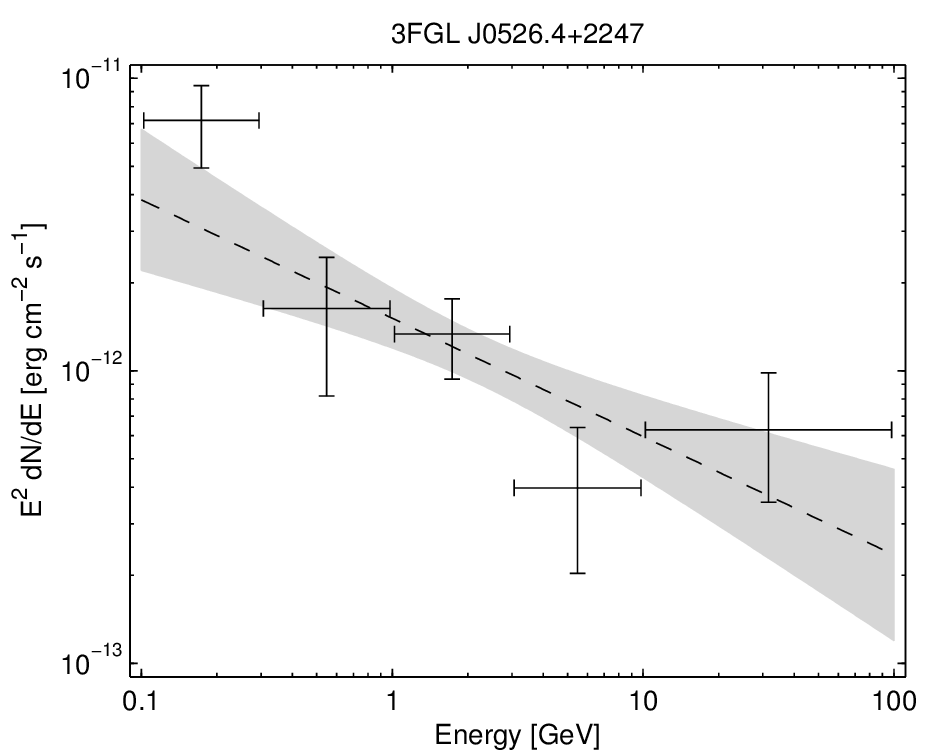 3FGL J0526.4+2247
10⁻¹¹
10⁻¹²
10⁻¹³
E² dN/dE [erg cm⁻² s⁻¹]
0.1 1 10 100
Energy [GeV]